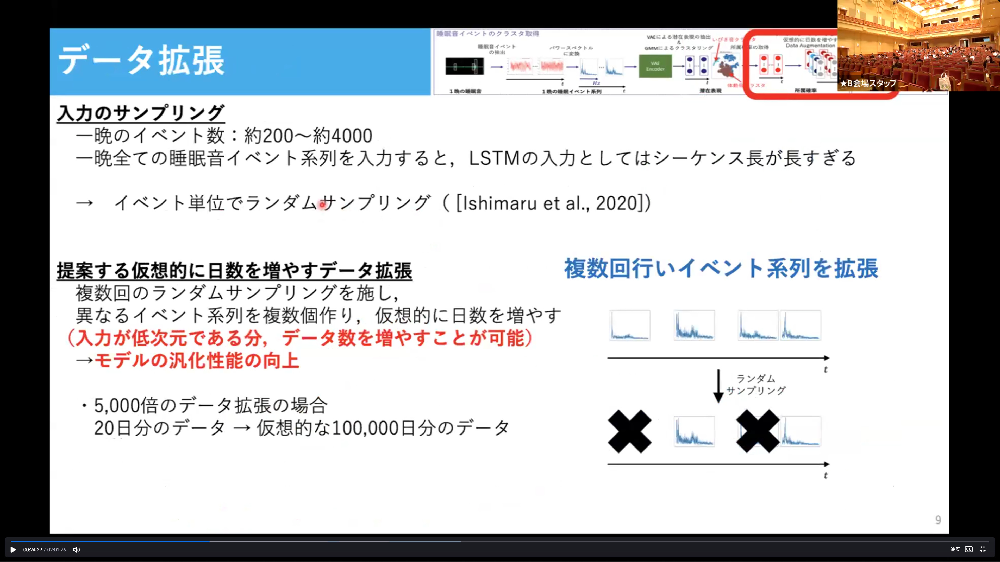 データ拡張
睡眠音イベントのクラスタ取得
睡眠音イベント
の抽出
パワースペクトル
に変換
VAEによる潜在表現の抽出
&
GMMによるクラスタリング
いびき音クラスタ
所属確率の取得
仮想的に日数を増やす
Data Augmentation
VAE
Encoder
t
Hz
t
t
t
体動音クラスタ
1晩の睡眠音
1晩の睡眠イベント系列
潜在表現
所属確率
★B会場スタッフ
入力のサンプリング
一晩のイベント数：約200～約4000
一晩全ての睡眠音イベント系列を入力すると，LSTMの入力としてはシーケンス長が長すぎる
→ イベント単位でランダムサンプリング（ [Ishimaru et al., 2020]）
提案する仮想的に日数を増やすデータ拡張
複数回のランダムサンプリングを施し，
異なるイベント系列を複数個作り，仮想的に日数を増やす
（入力が低次元である分，データ数を増やすことが可能）
→モデルの汎化性能の向上
・5,000倍のデータ拡張の場合
20日分のデータ → 仮想的な100,000日分のデータ
複数回行いイベント系列を拡張
t
ランダム
サンプリング
t
9
00:24:39 / 02:01:26
速度
CC